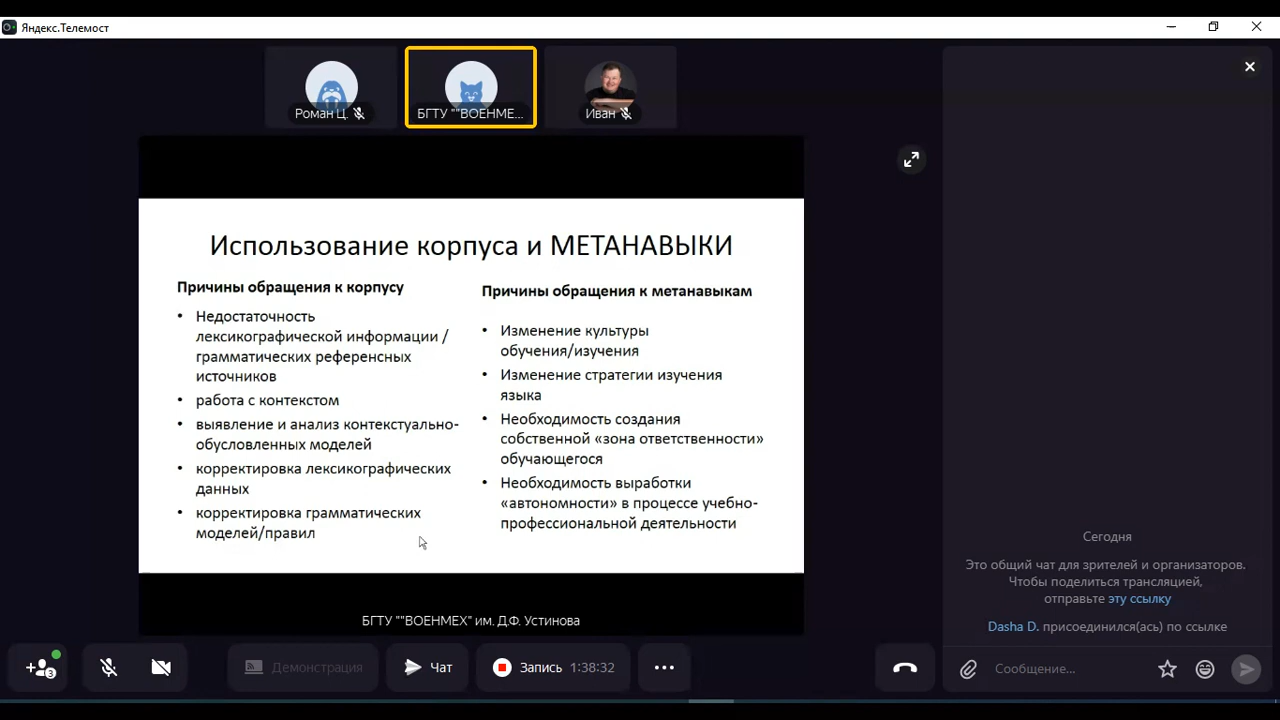 Яндекс.Телемост
Роман Ц.
БГТУ ""ВОЕНМЕ...
Иван
Использование корпуса и МЕТАНАВЫКИ
Причины обращения к корпусу
• Недостаточность
лексикографической информации /
грамматических референсных
источников
• работа с контекстом
• выявление и анализ контекстуально-
обусловленных моделей
• корректировка лексикографических
данных
• корректировка грамматических
моделей/правил
Причины обращения к метанавыкам
• Изменение культуры
обучения/изучения
• Изменение стратегии изучения
языка
• Необходимость создания
собственной «зона ответственности»
обучающегося
• Необходимость выработки
«автономности» в процессе учебно-
профессиональной деятельности
БГТУ ""ВОЕНМЕХ" им. Д.Ф. Устинова
Сегодня
Это общий чат для зрителей и организаторов.
Чтобы поделиться трансляцией,
отправьте эту ссылку
Dasha D. присоединился(ась) по ссылке
3
Демонстрация
Чат
Запись 1:38:32
Сообщение...